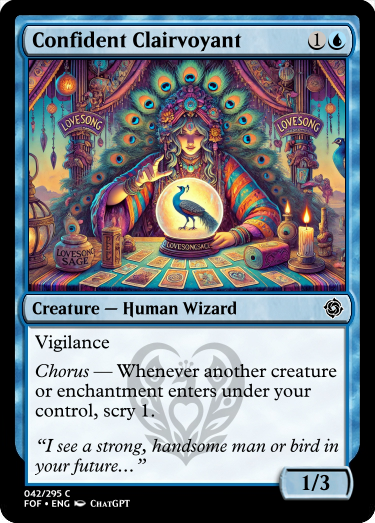 Confident Clairvoyant
1
LOVESONG
LOVESONG
LOVESONGSAGE
LOVESONG
SAGE
Creature — Human Wizard
Vigilance
Chorus — Whenever another creature
or enchantment enters under your
control, scry 1.
“I see a strong, handsome man or bird in
your future…”
1/3
042/295 C
FOF • ENG ChatGPT